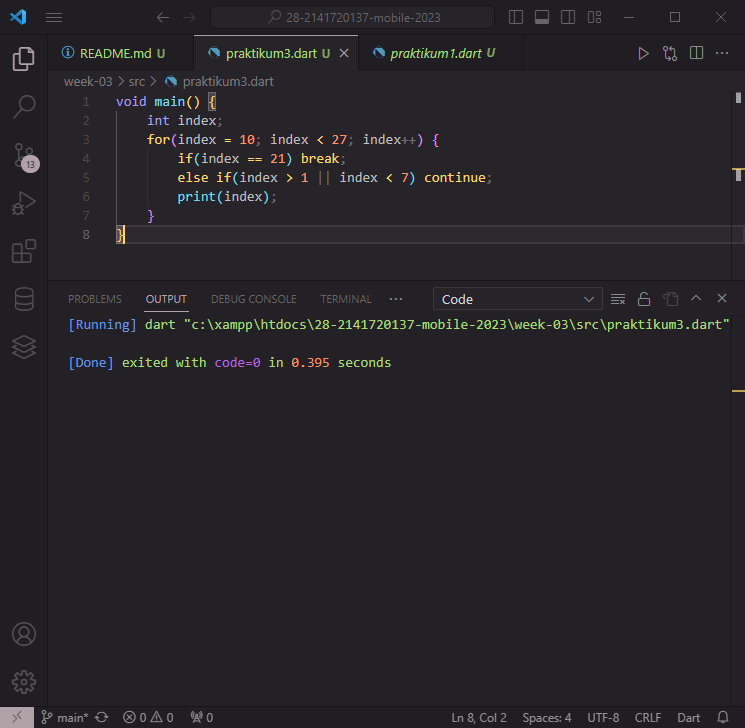 28-2141720137-mobile-2023
README.md U
praktikum3.dart U
praktikum1.dart U
week-03 > src > praktikum3.dart
1 void main() {
2 int index;
3 for(index = 10; index < 27; index++) {
4 if(index == 21) break;
5 else if(index > 1 || index < 7) continue;
6 print(index);
7 }
8 }
13
PROBLEMS OUTPUT DEBUG CONSOLE TERMINAL ··· Code
[Running] dart "c:\xampp\htdocs\28-2141720137-mobile-2023\week-03\src\praktikum3.dart"
[Done] exited with code=0 in 0.395 seconds
main* 0 0 0 Ln 8, Col 2 Spaces: 4 UTF-8 CRLF Dart